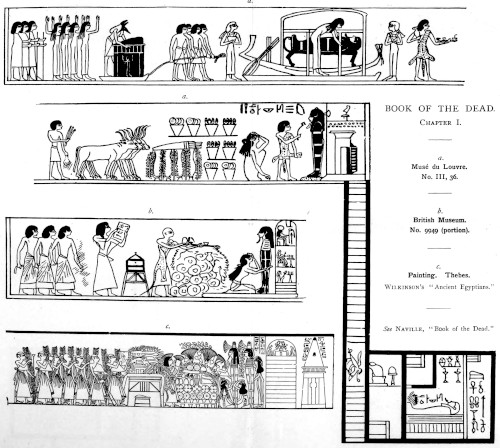 a.
a.
BOOK OF THE DEAD.
CHAPTER I.
a.
Musé du Louvre.
No. III, 36.
b.
b.
British Museum.
No. 9949 (portion).
c.
Painting. Thebes.
WILKINSON'S "Ancient Egyptians."
c.
See NAVILLE, "Book of the Dead."